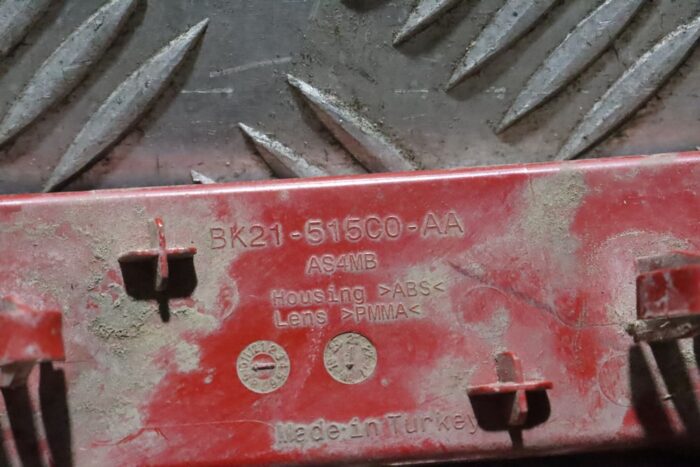 BK21-515C0-AA
AS4MB
Housing >ABS<
Lens >PMMA<
Made in Turkey